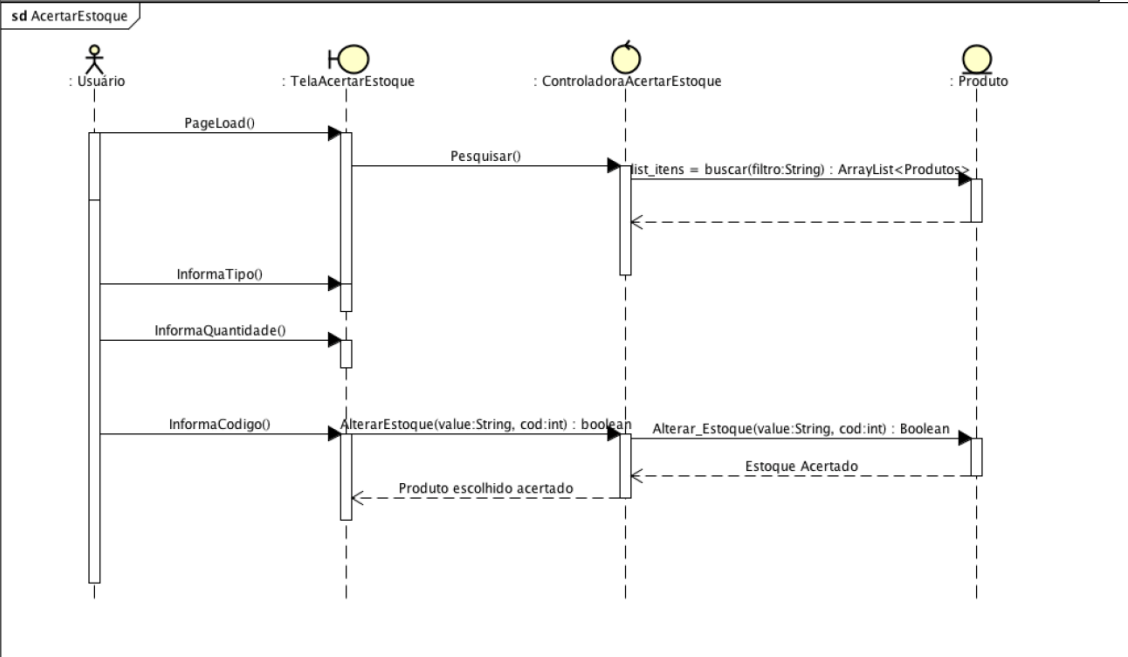 sd AcertarEstoque
: Usuário
: TelaAcertarEstoque
: ControladoraAcertarEstoque
: Produto
PageLoad()
Pesquisar()
list_itens = buscar(filtro:String) : ArrayList<Produtos>
InformaTipo()
InformaQuantidade()
InformaCodigo()
AlterarEstoque(value:String, cod:int) : boolean
Alterar_Estoque(value:String, cod:int) : Boolean
Estoque Acertado
Produto escolhido acertado